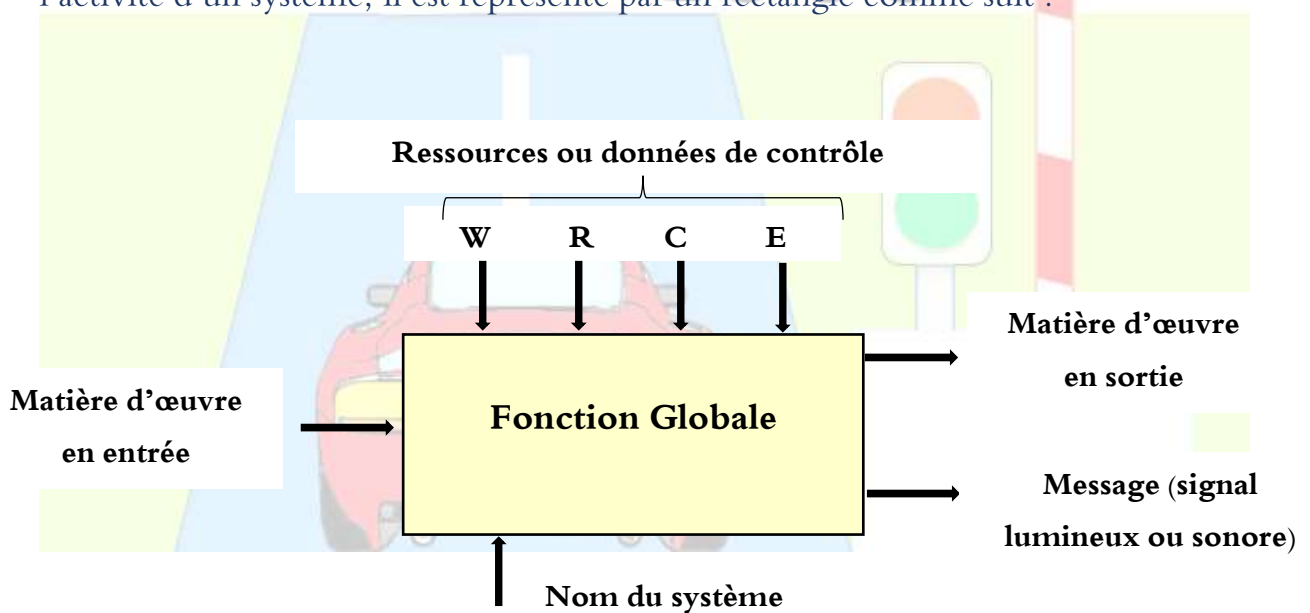 l'activité d'un système, il est représenté par un rectangle comme suit :
Ressources ou données de contrôle
W R C E
Matière d'œuvre
en sortie
Matière d'œuvre
en entrée
Fonction Globale
Message (signal
lumineux ou sonore)
Nom du système